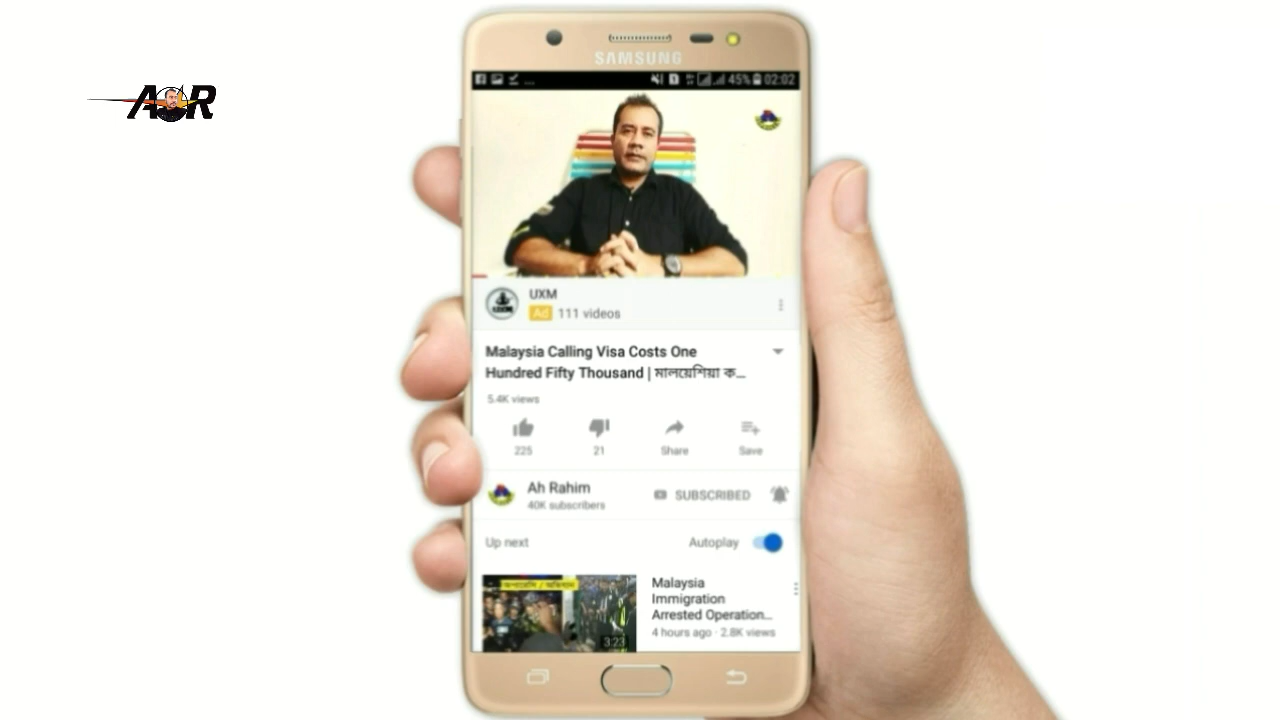 AOR
SAMSUNG
... 45% 02:02
UXM
Ad 111 videos
Malaysia Calling Visa Costs One
Hundred Fifty Thousand | মালয়েশিয়া ক...
5.4K views
225 21 Share Save
Ah Rahim SUBSCRIBED
40K subscribers
Up next Autoplay
অপারেসি / অভিযান
3:23
Malaysia
Immigration
Arrested Operation...
4 hours ago · 2.8K views